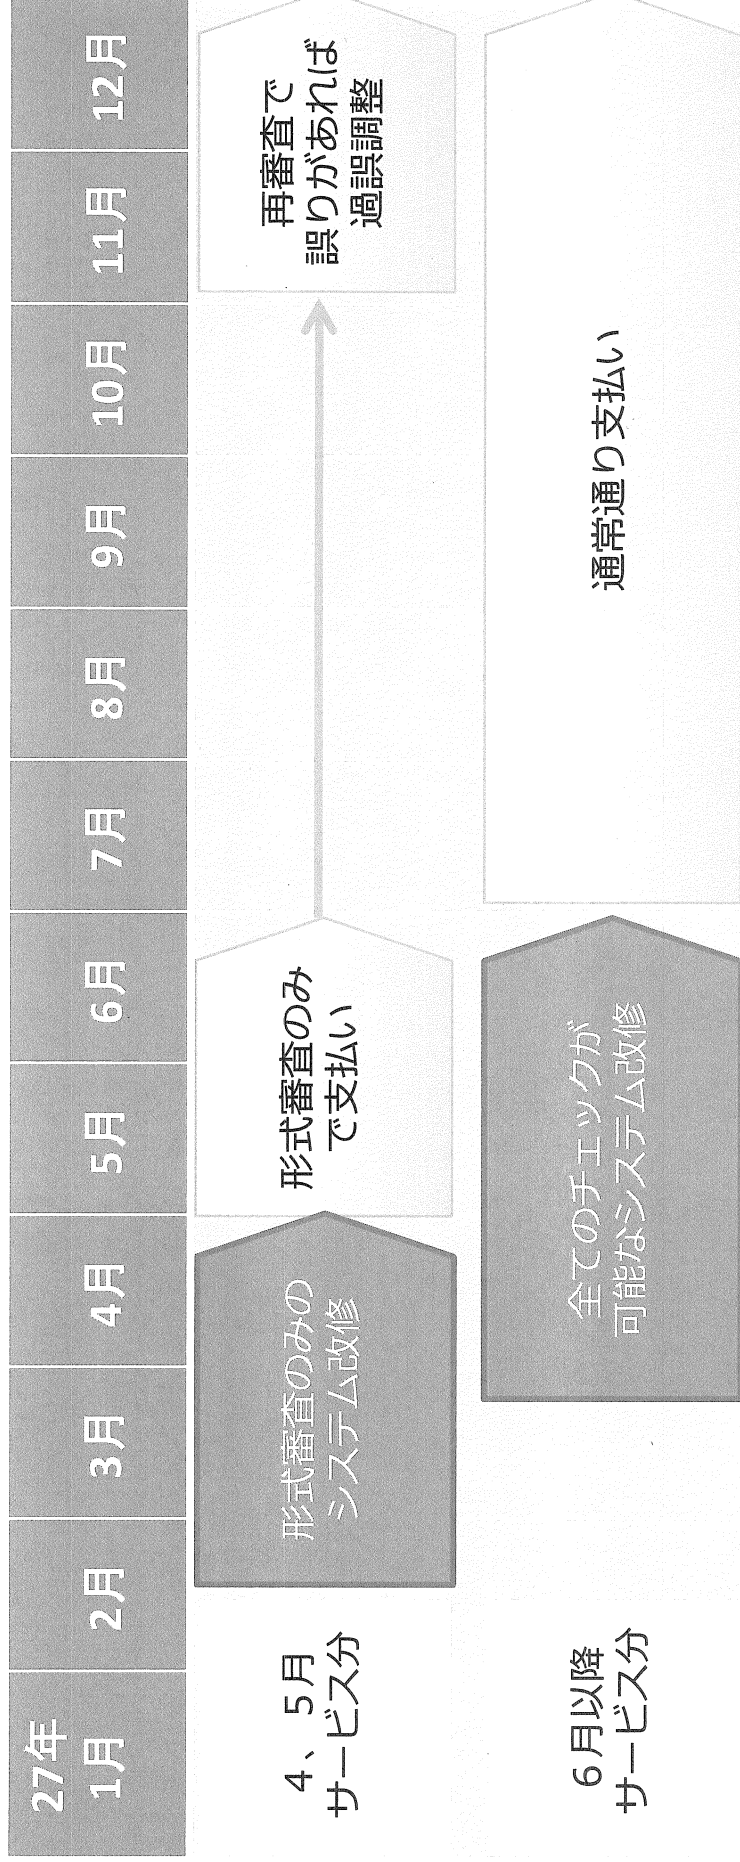 27年
1月
2月
3月
4月
5月
6月
7月
8月
9月
10月
11月
12月
4、5月
サービス分
形式審査のみの
システム改修
形式審査のみ
で支払い
再審査で
誤りがあれば
過誤調整
6月以降
サービス分
全てのチェックが
可能なシステム改修
通常通り支払い